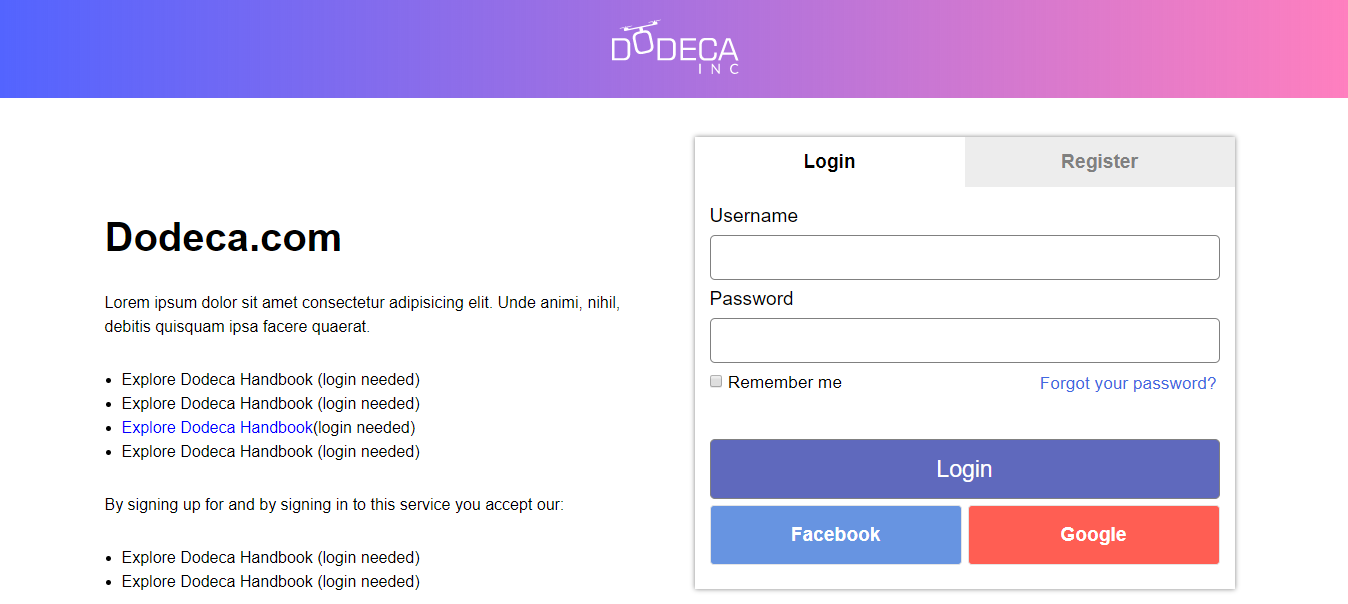 DODECA
INC
Login
Register
Dodeca.com
Lorem ipsum dolor sit amet consectetur adipisicing elit. Unde animi, nihil,
debitis quisquam ipsa facere quaerat.
Explore Dodeca Handbook (login needed)
Explore Dodeca Handbook (login needed)
Explore Dodeca Handbook(login needed)
Explore Dodeca Handbook (login needed)
By signing up for and by signing in to this service you accept our:
Explore Dodeca Handbook (login needed)
Explore Dodeca Handbook (login needed)
Username
Password
Remember me
Forgot your password?
Login
Facebook
Google